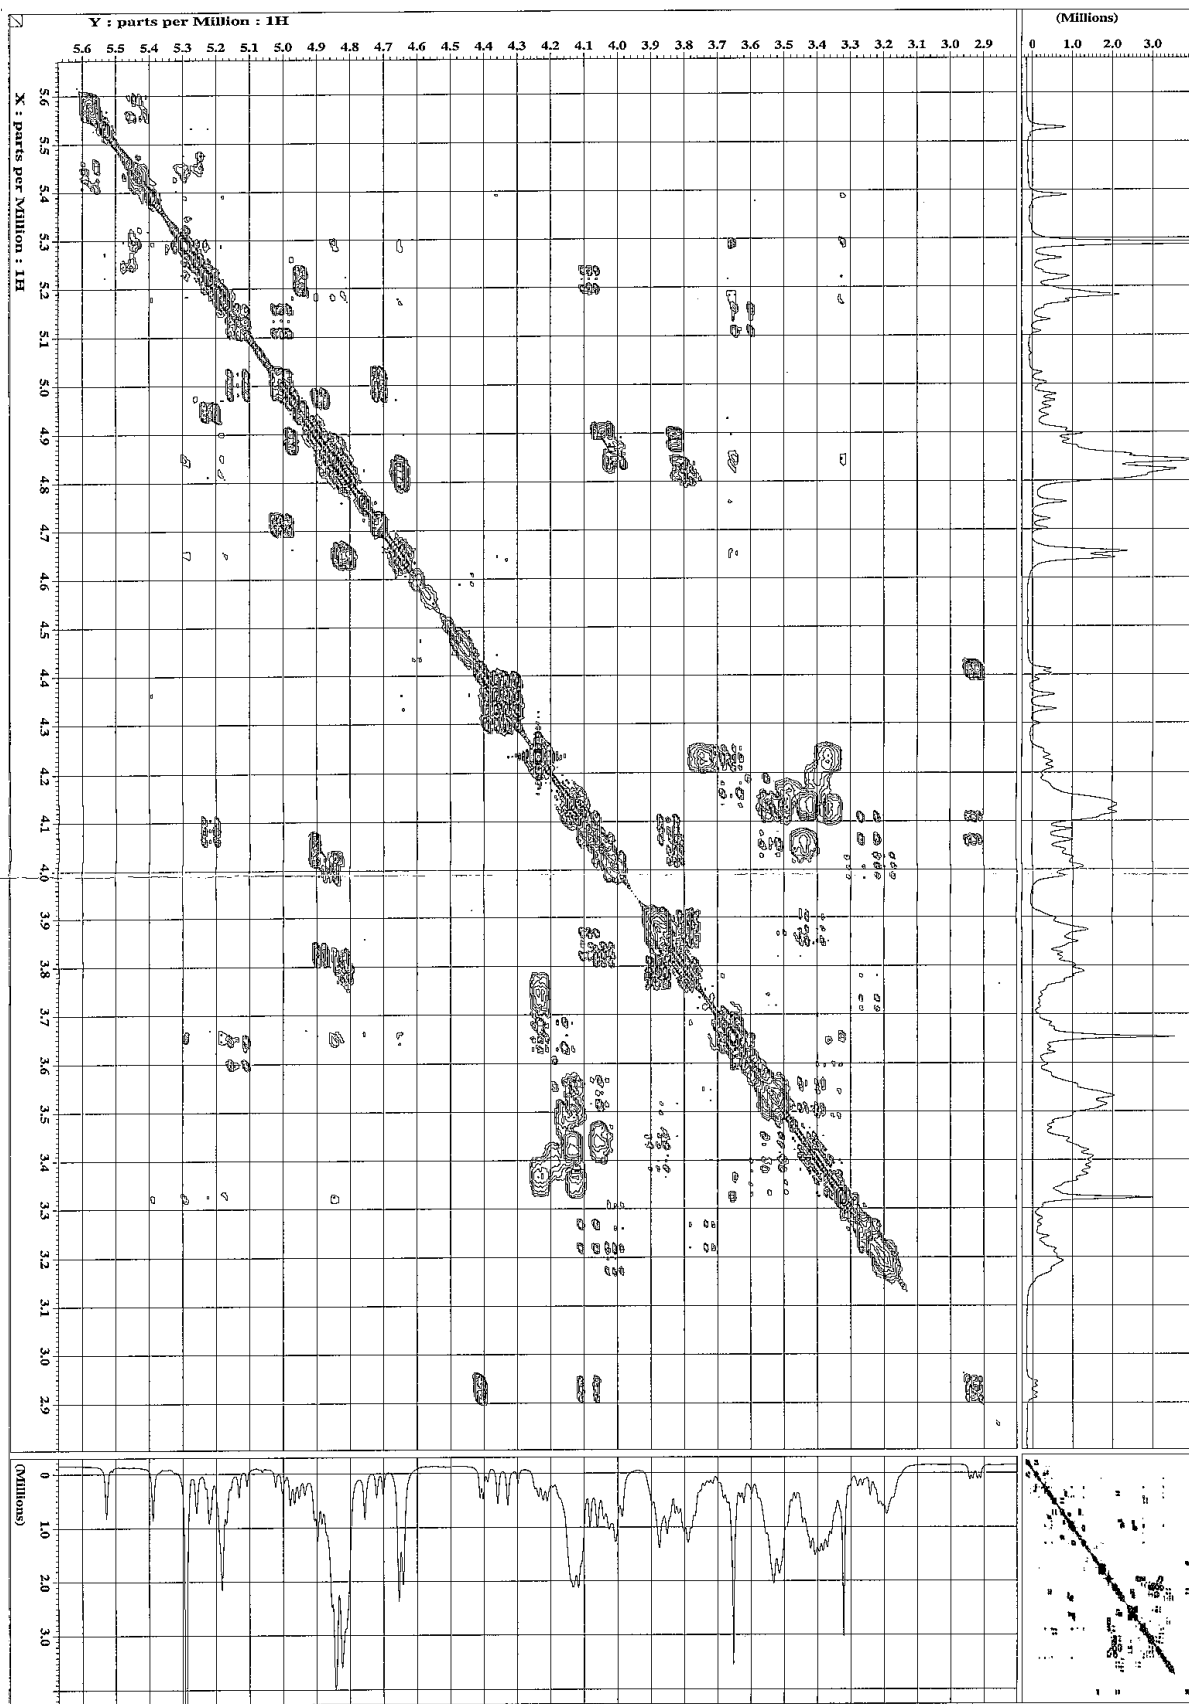 Y : parts per Million : 1H
5.6 5.5 5.4 5.3 5.2 5.1 5.0 4.9 4.8 4.7 4.6 4.5 4.4 4.3 4.2 4.1 4.0 3.9 3.8 3.7 3.6 3.5 3.4 3.3 3.2 3.1 3.0 2.9
(Millions)
0 1.0 2.0 3.0
X : parts per Million : 1H
5.6 5.5 5.4 5.3 5.2 5.1 5.0 4.9 4.8 4.7 4.6 4.5 4.4 4.3 4.2 4.1 4.0 3.9 3.8 3.7 3.6 3.5 3.4 3.3 3.2 3.1 3.0 2.9
(Millions)
0 1.0 2.0 3.0